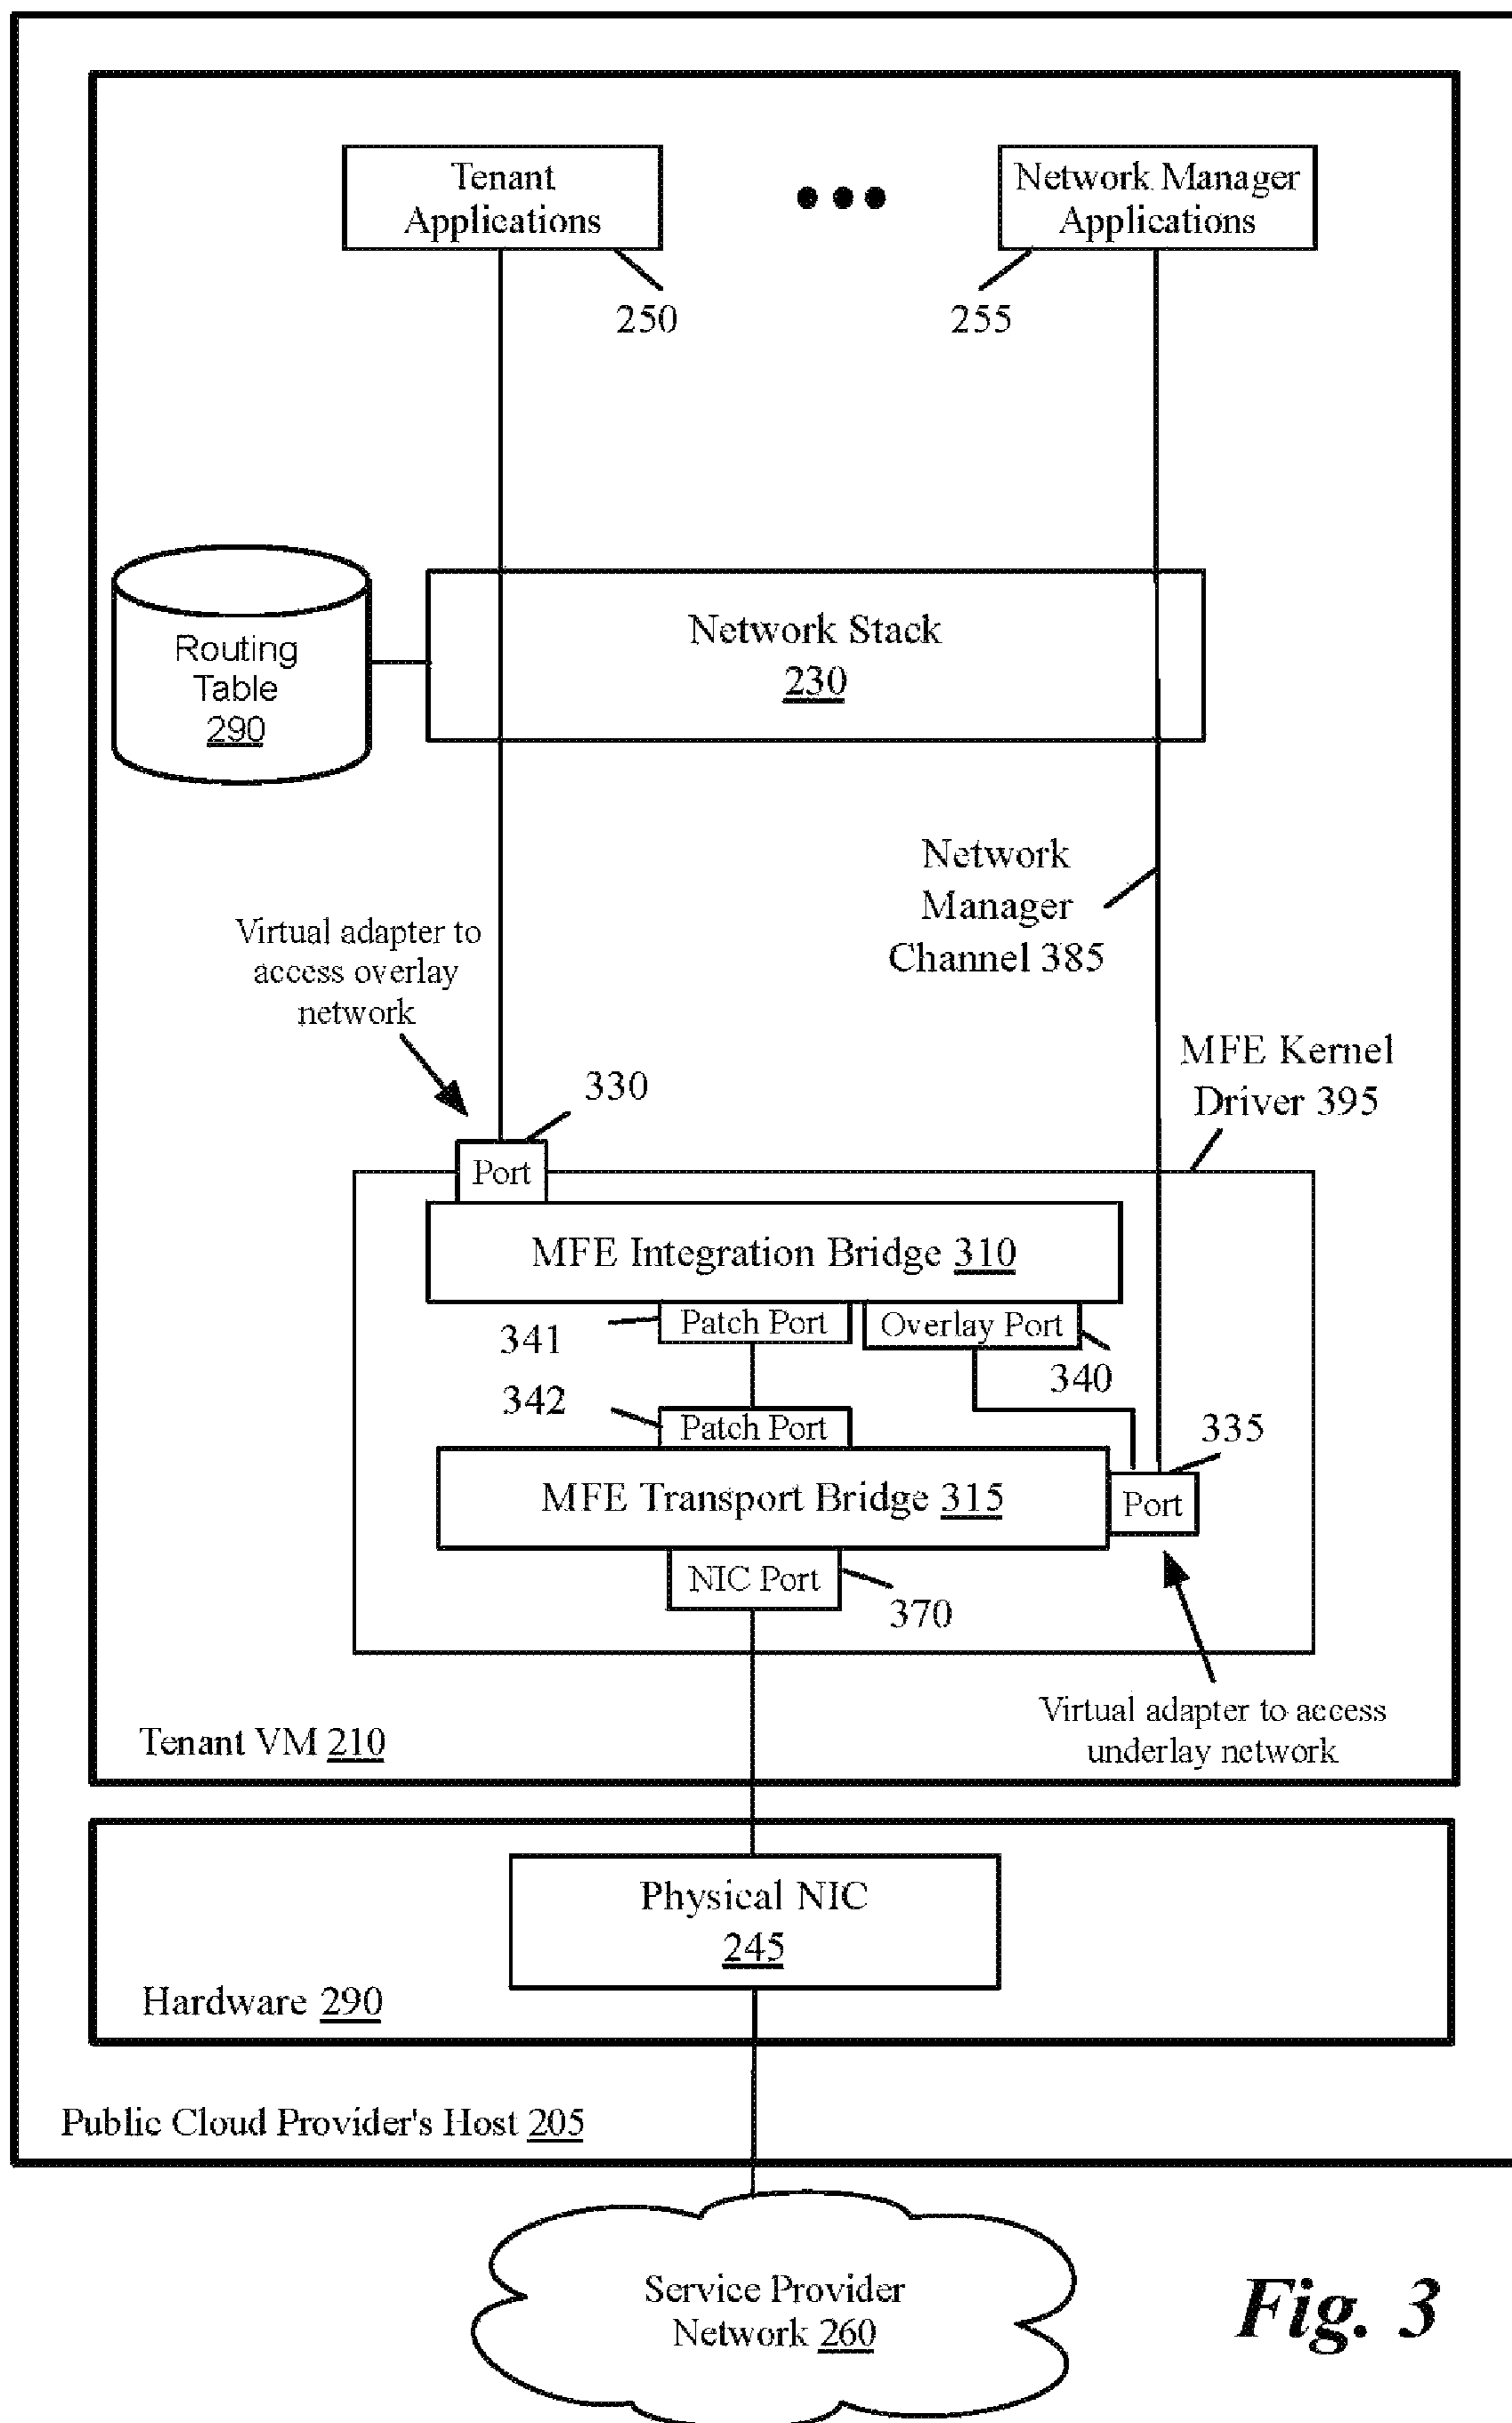 Tenant
Applications
250
Network Manager
Applications
255
Network Stack
230
Routing
Table
290
Network
Manager
Channel 385
Virtual adapter to
access overlay
network
330
MFE Kernel
Driver 395
Port
MFE Integration Bridge 310
341
Patch Port
Overlay Port
340
342
Patch Port
335
MFE Transport Bridge 315
Port
NIC Port
370
Virtual adapter to access
underlay network
Tenant VM 210
Physical NIC
245
Hardware 290
Public Cloud Provider's Host 205
Service Provider
Network 260
Fig. 3